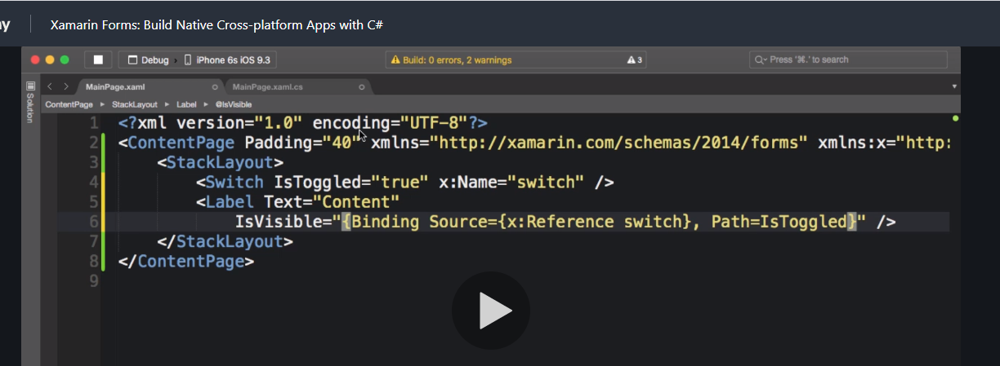 ny Xamarin Forms: Build Native Cross-platform Apps with C#
Debug › iPhone 6s iOS 9.3 Build: 0 errors, 2 warnings 3 Press '⌘.' to search
MainPage.xaml MainPage.xaml.cs
Solution
ContentPage ▸ StackLayout ▸ Label ▸ @IsVisible
1 <?xml version="1.0" encoding="UTF-8"?>
2 <ContentPage Padding="40" xmlns="http://xamarin.com/schemas/2014/forms" xmlns:x="http:
3 <StackLayout>
4 <Switch IsToggled="true" x:Name="switch" />
5 <Label Text="Content"
6 IsVisible="{Binding Source={x:Reference switch}, Path=IsToggled}" />
7 </StackLayout>
8 </ContentPage>
9